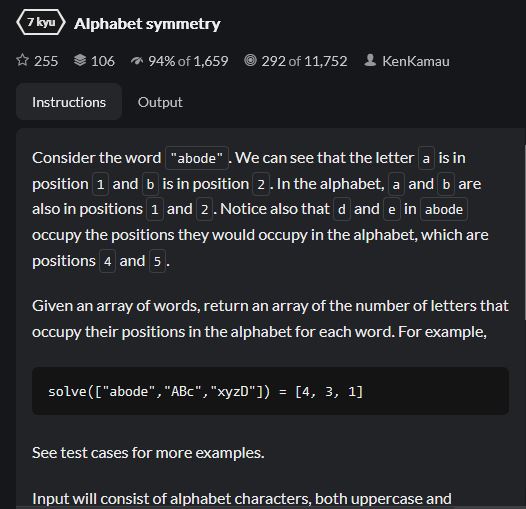 7 kyu Alphabet symmetry
255 106 94% of 1,659 292 of 11,752 KenKamau
Instructions Output
Consider the word "abode". We can see that the letter a is in
position 1 and b is in position 2. In the alphabet, a and b are
also in positions 1 and 2. Notice also that d and e in abode
occupy the positions they would occupy in the alphabet, which are
positions 4 and 5.
Given an array of words, return an array of the number of letters that
occupy their positions in the alphabet for each word. For example,
solve(["abode","ABc","xyzD"]) = [4, 3, 1]
See test cases for more examples.
Input will consist of alphabet characters, both uppercase and